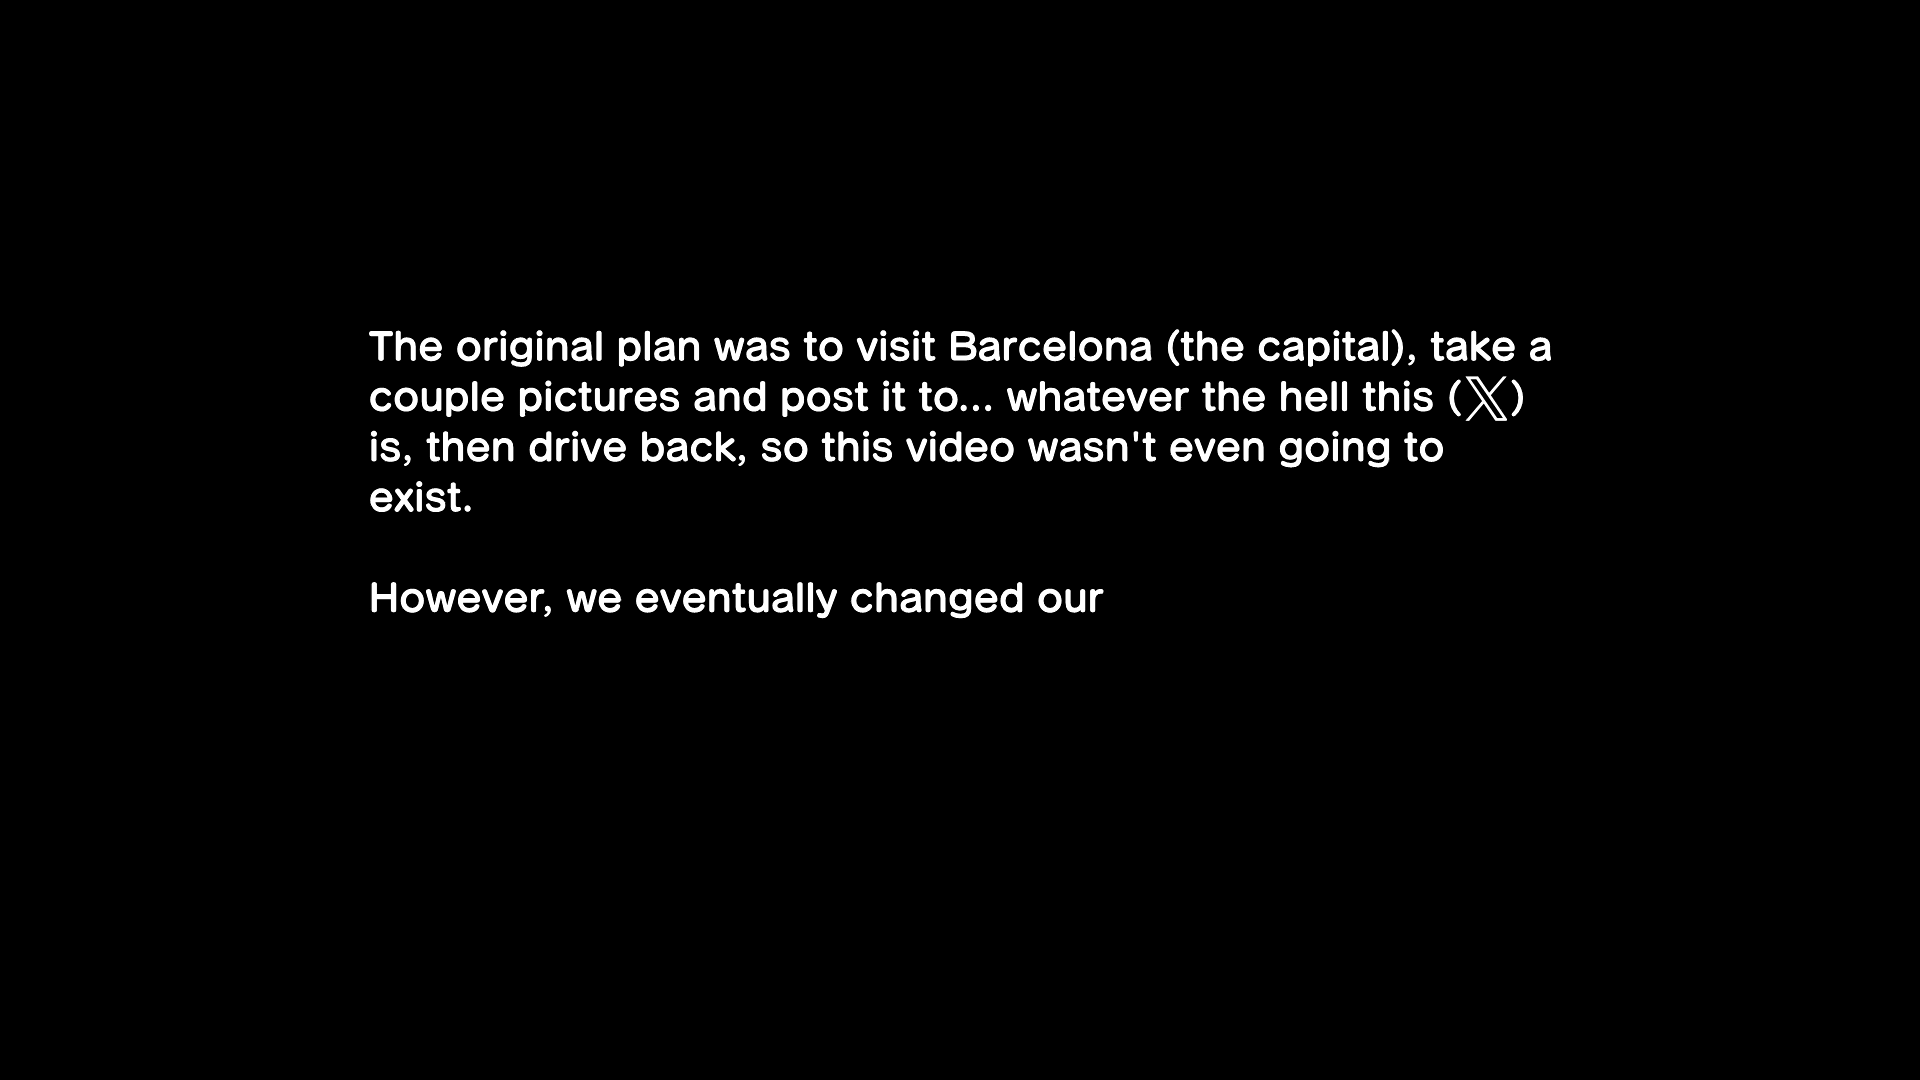 The original plan was to visit Barcelona (the capital), take a
couple pictures and post it to... whatever the hell this (𝕏)
is, then drive back, so this video wasn't even going to
exist.
However, we eventually changed our